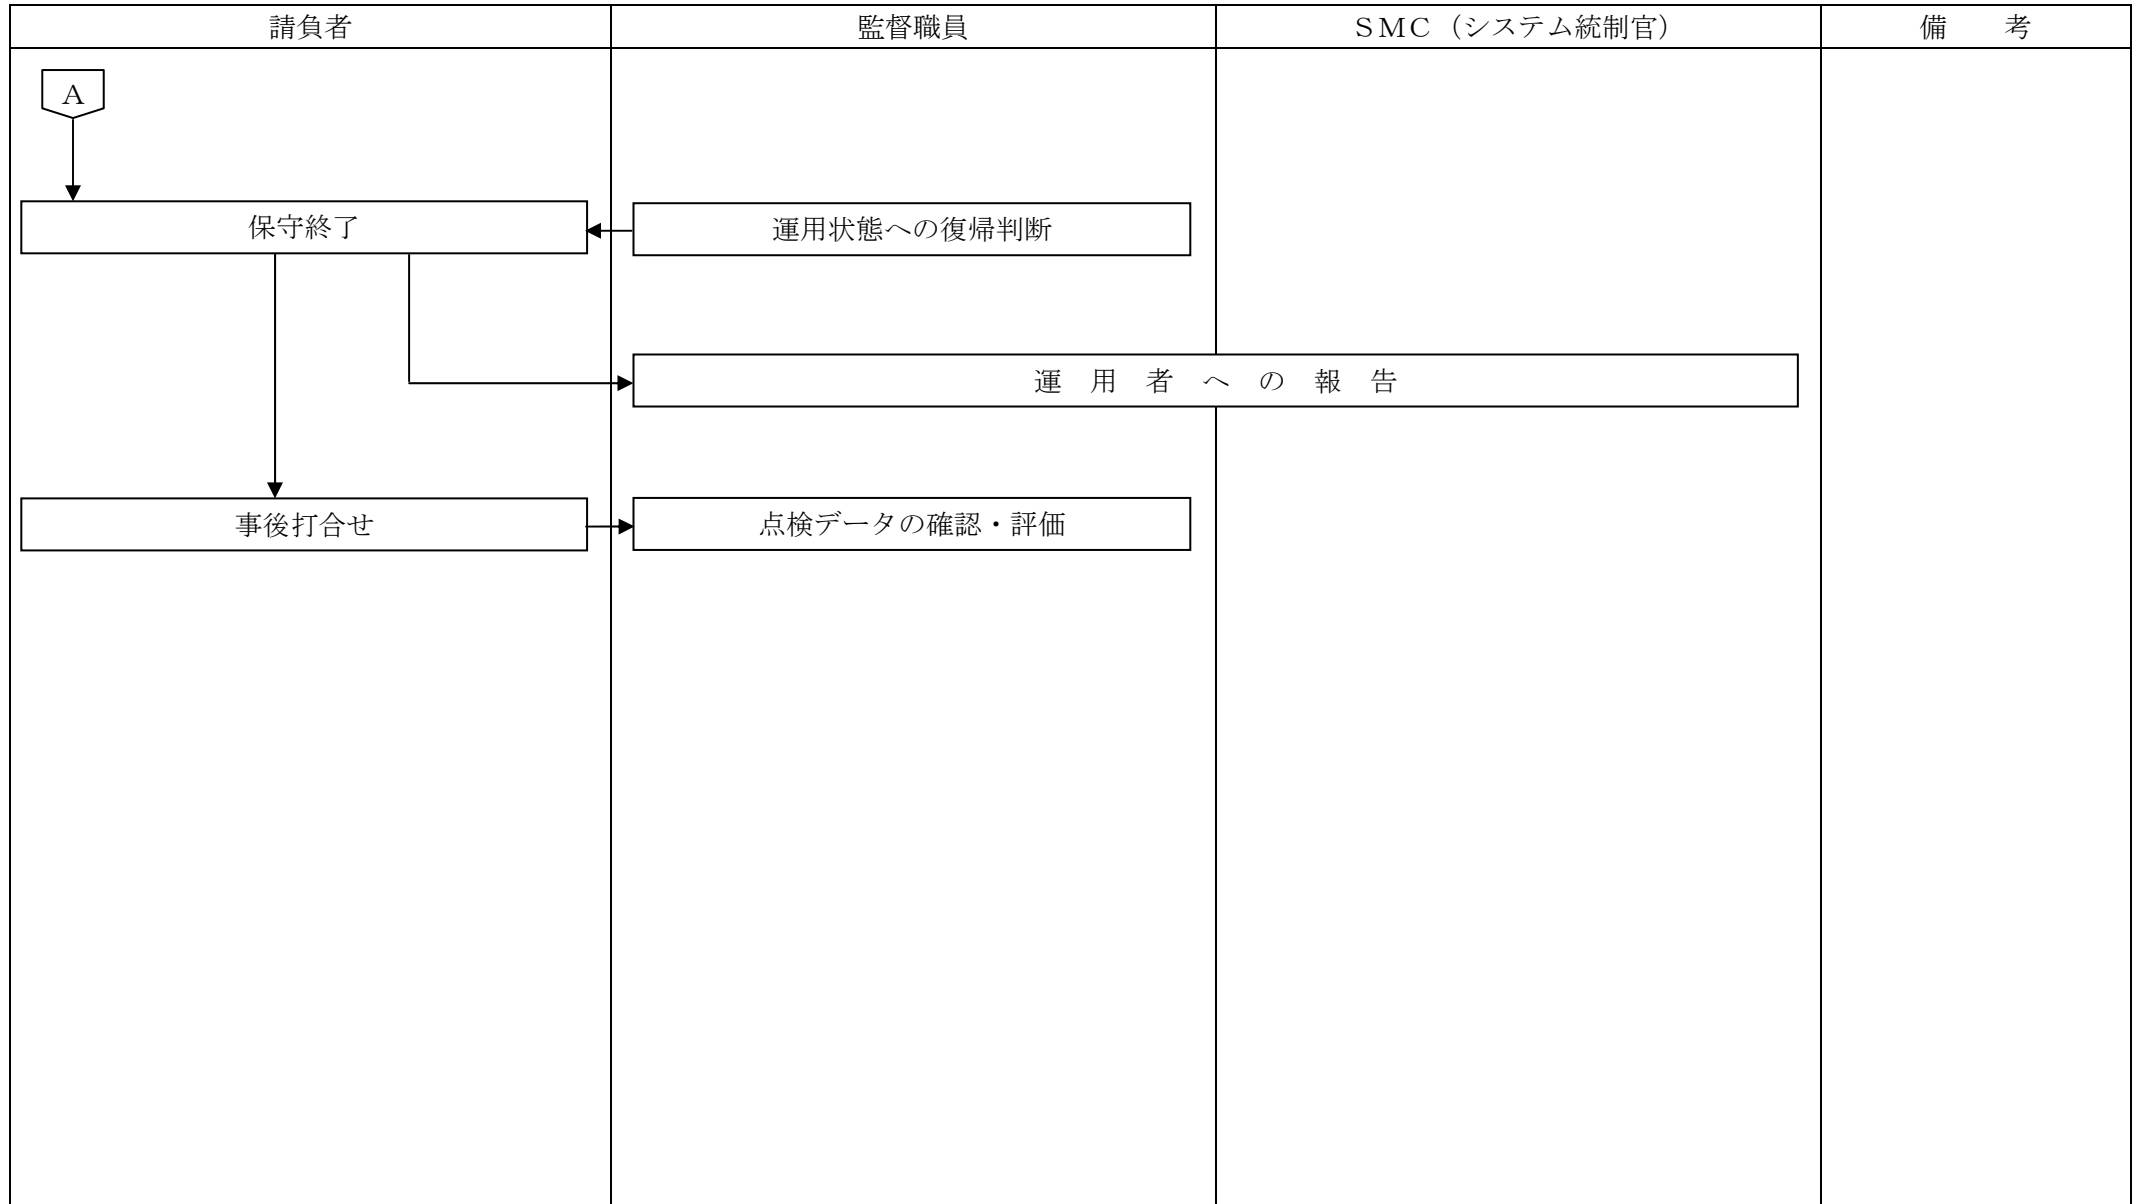 請負者
監督職員
ＳＭＣ（システム統制官）
備　　考
Ａ
保守終了
運用状態への復帰判断
運　用　者　へ　の　報　告
事後打合せ
点検データの確認・評価